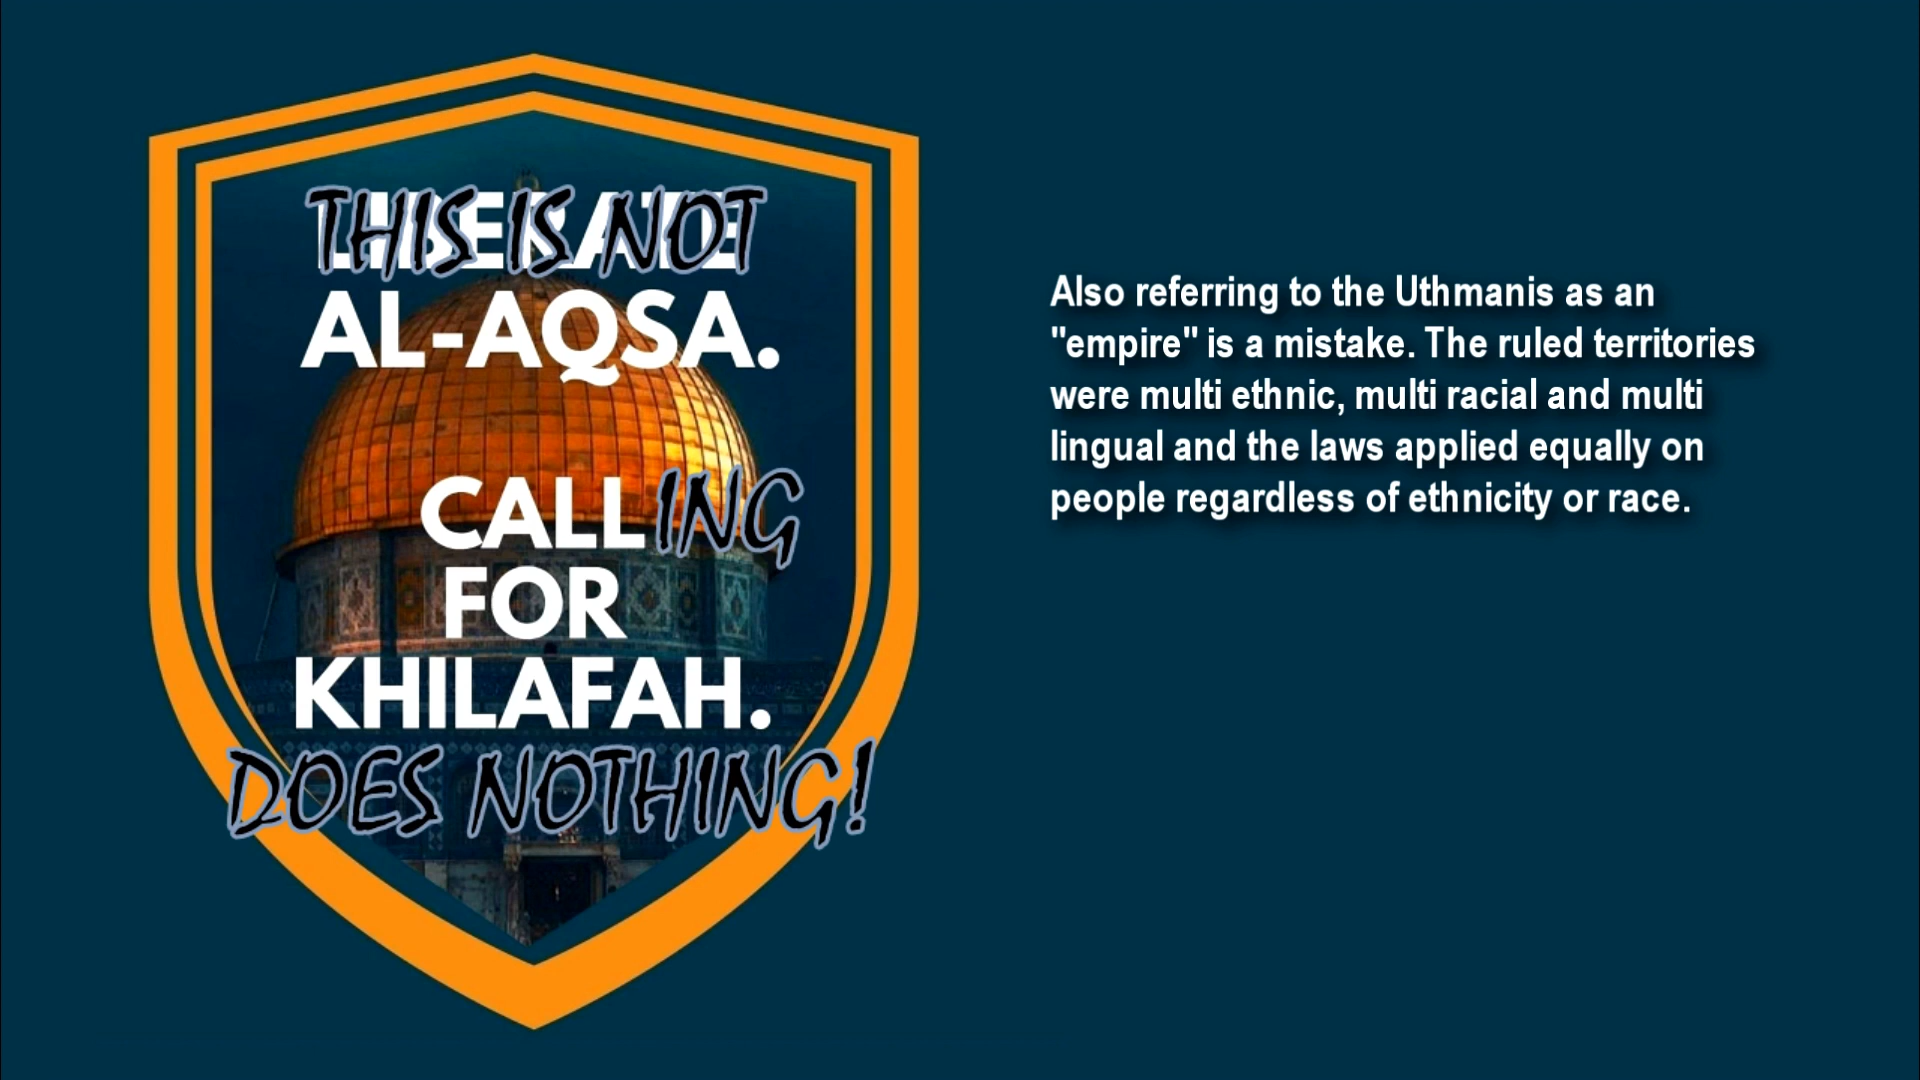 THIS IS NOT
LIBERATE
AL-AQSA.
CALLING
FOR
KHILAFAH.
DOES NOTHING!
Also referring to the Uthmanis as an
"empire" is a mistake. The ruled territories
were multi ethnic, multi racial and multi
lingual and the laws applied equally on
people regardless of ethnicity or race.